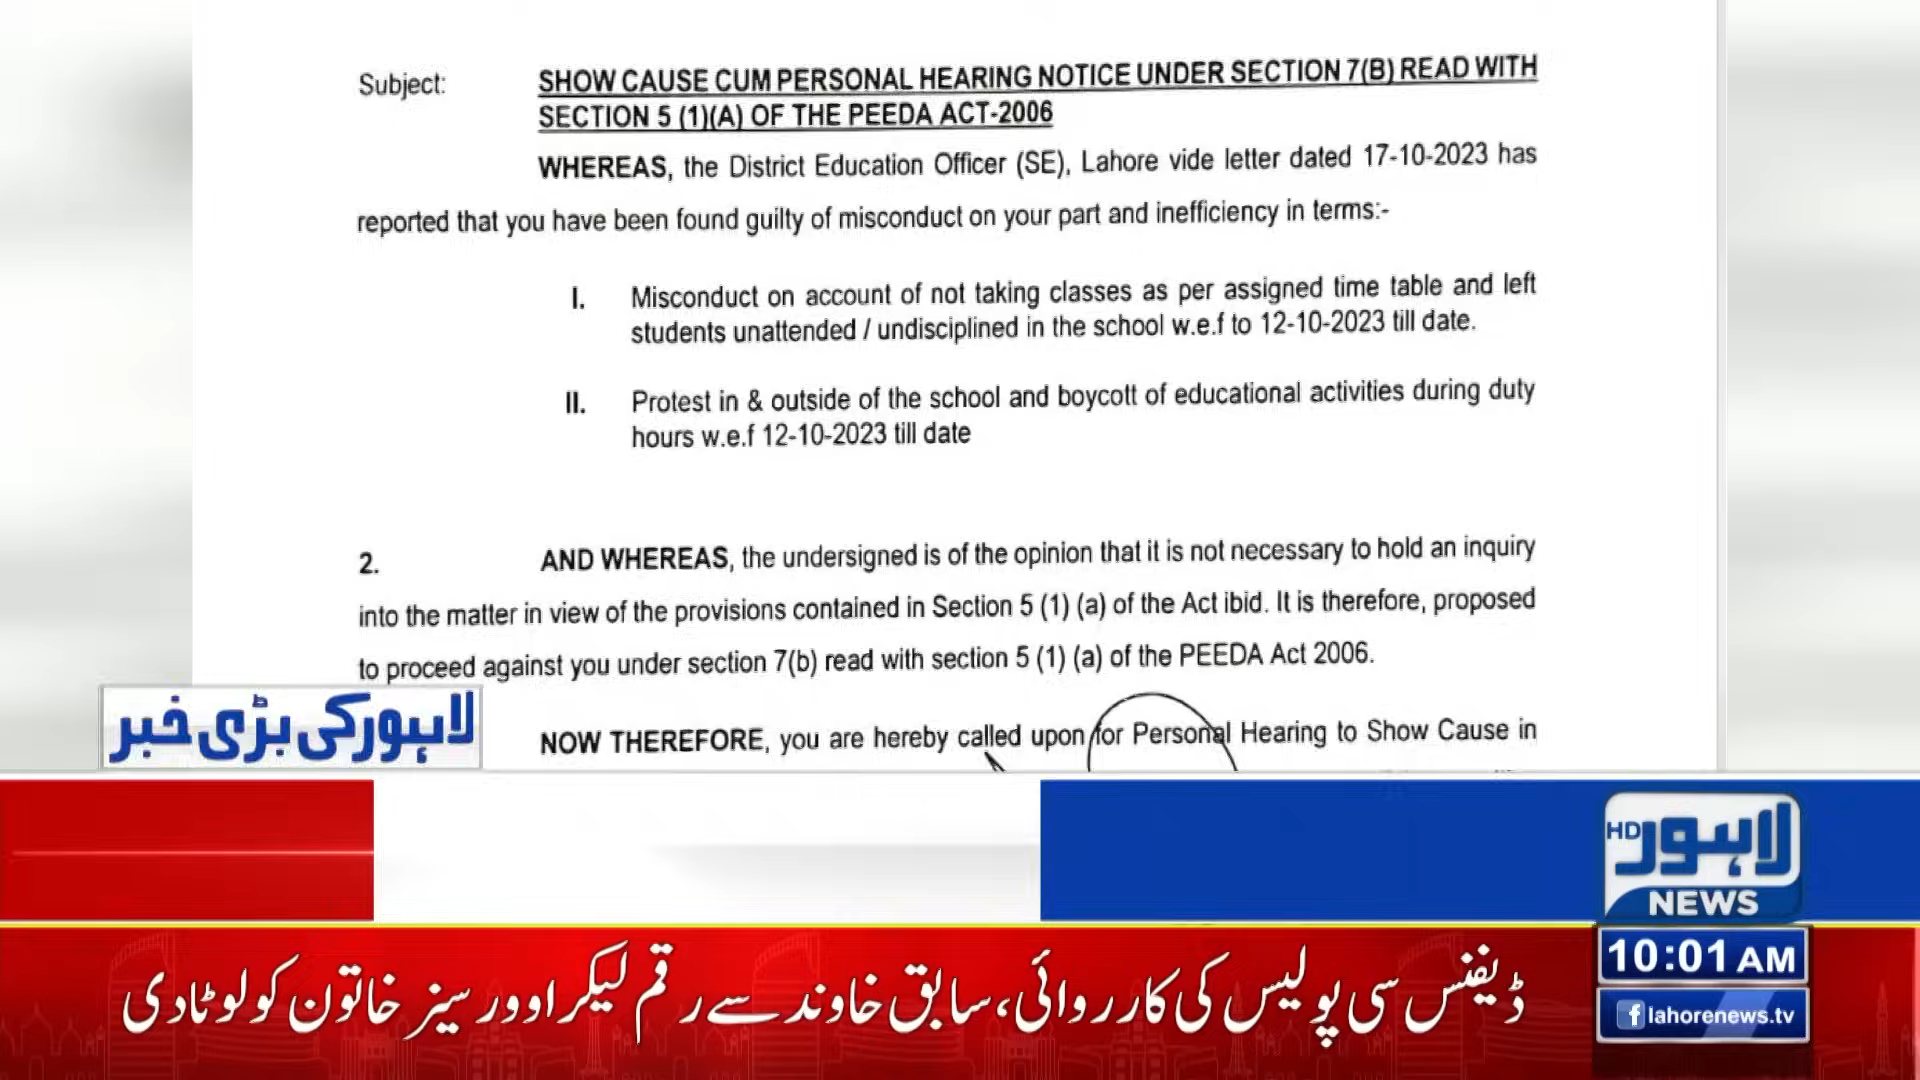 Subject: SHOW CAUSE CUM PERSONAL HEARING NOTICE UNDER SECTION 7(B) READ WITH
SECTION 5 (1)(A) OF THE PEEDA ACT-2006
WHEREAS, the District Education Officer (SE), Lahore vide letter dated 17-10-2023 has
reported that you have been found guilty of misconduct on your part and inefficiency in terms:-
I. Misconduct on account of not taking classes as per assigned time table and left
students unattended / undisciplined in the school w.e.f to 12-10-2023 till date.
II. Protest in & outside of the school and boycott of educational activities during duty
hours w.e.f 12-10-2023 till date
2. AND WHEREAS, the undersigned is of the opinion that it is not necessary to hold an inquiry
into the matter in view of the provisions contained in Section 5 (1) (a) of the Act ibid. It is therefore, proposed
to proceed against you under section 7(b) read with section 5 (1) (a) of the PEEDA Act 2006.
NOW THEREFORE, you are hereby called upon for Personal Hearing to Show Cause in
لاہور کی بڑی خبر
لاہور HD
NEWS
10:01 AM
ڈیفنس سی پولیس کی کارروائی، سابق خاوند سے رقم لیکر اوورسیز خاتون کو لوٹا دی
lahorenews.tv